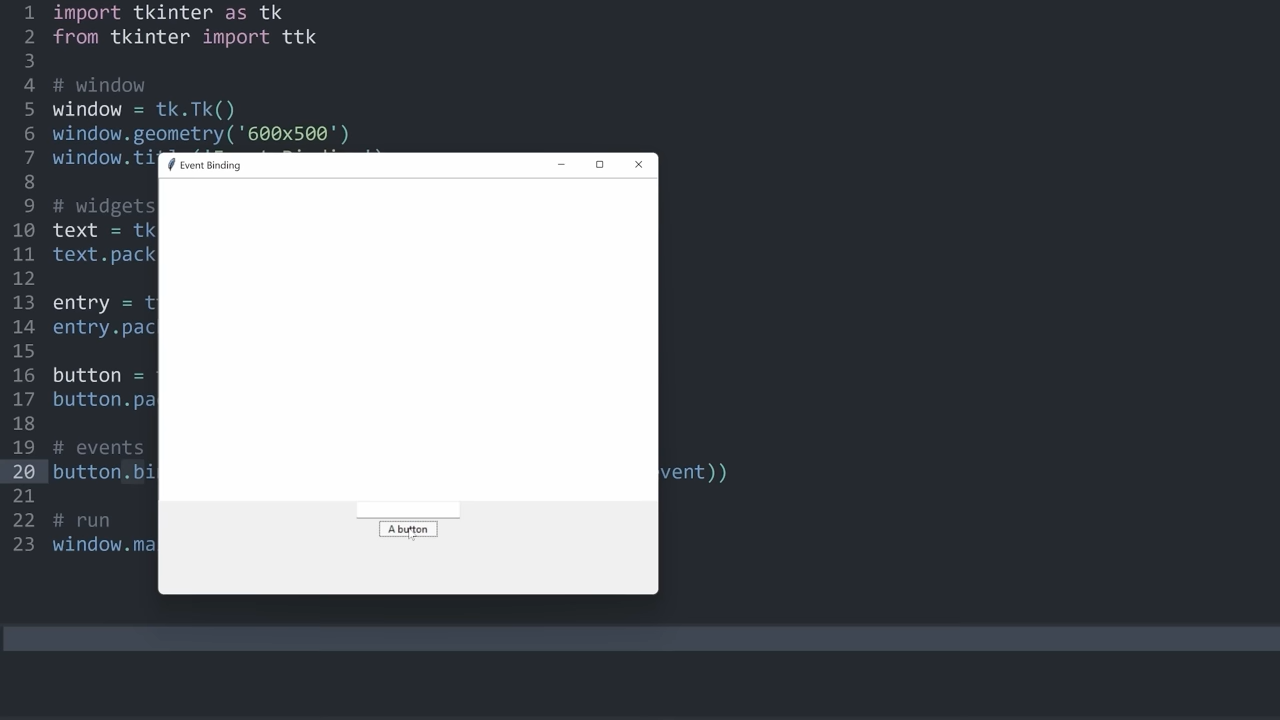 1 import tkinter as tk
2 from tkinter import ttk
3
4 # window
5 window = tk.Tk()
6 window.geometry('600x500')
7 window.ti
8
9 # widgets
10 text = tk
11 text.pack
12
13 entry = t
14 entry.pac
15
16 button =
17 button.pa
18
19 # events
20 button.bi vent))
21
22 # run
23 window.ma
Event Binding
A button